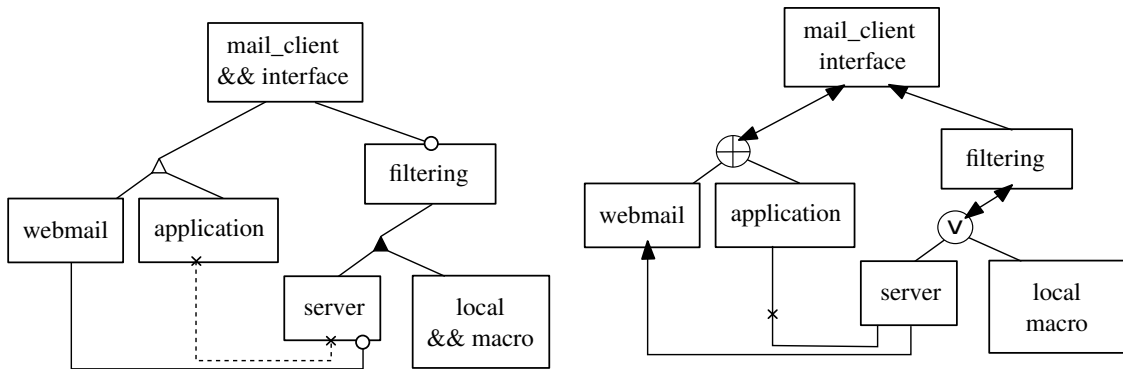 mail_client
&& interface
filtering
webmail
application
server
local
&& macro
mail_client
interface
filtering
webmail
application
v
server
local
macro